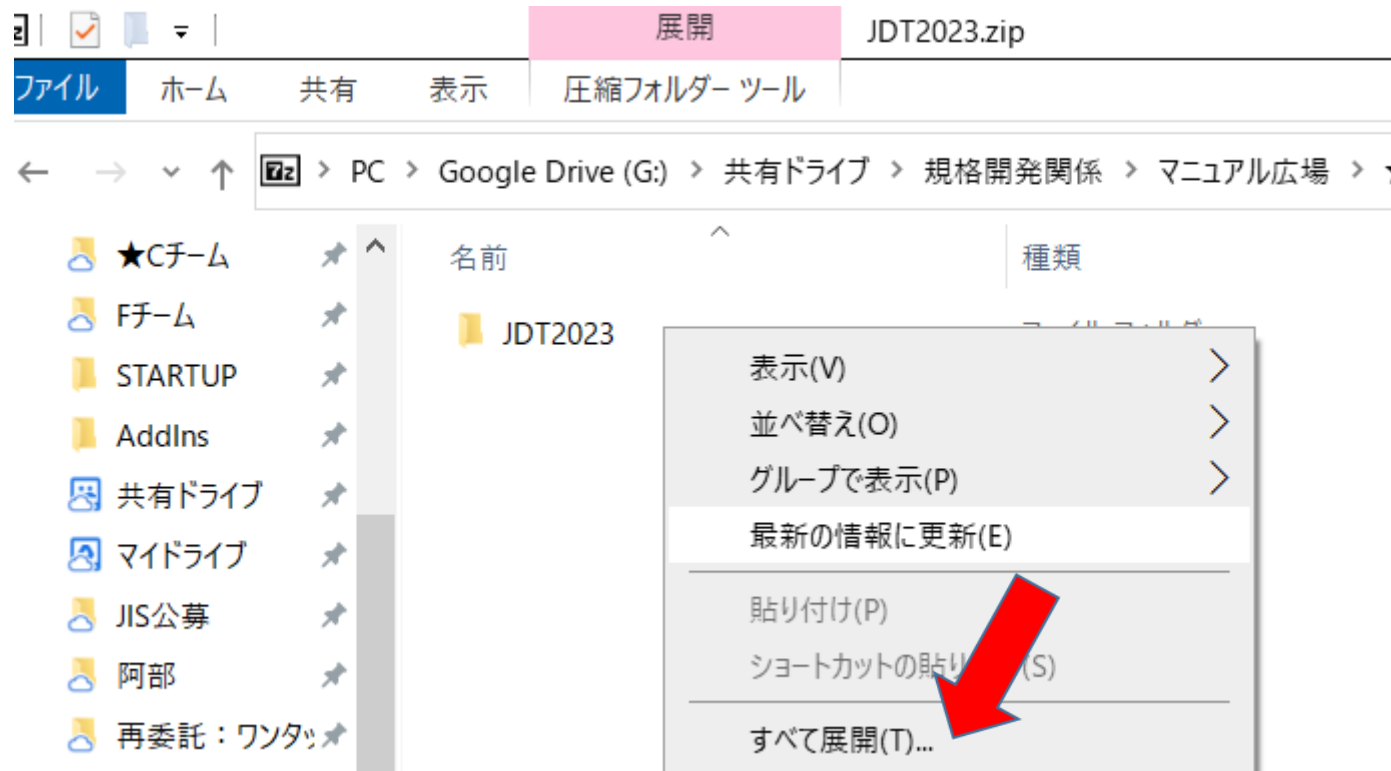 展開 JDT2023.zip
ファイル ホーム 共有 表示 圧縮フォルダー ツール
PC > Google Drive (G:) > 共有ドライブ > 規格開発関係 > マニュアル広場 >
★Cチーム
Fチーム
STARTUP
AddIns
共有ドライブ
マイドライブ
JIS公募
阿部
再委託:ワンタッ
名前 種類
JDT2023
表示(V)
並べ替え(O)
グループで表示(P)
最新の情報に更新(E)
貼り付け(P)
ショートカットの貼り (S)
すべて展開(T)...